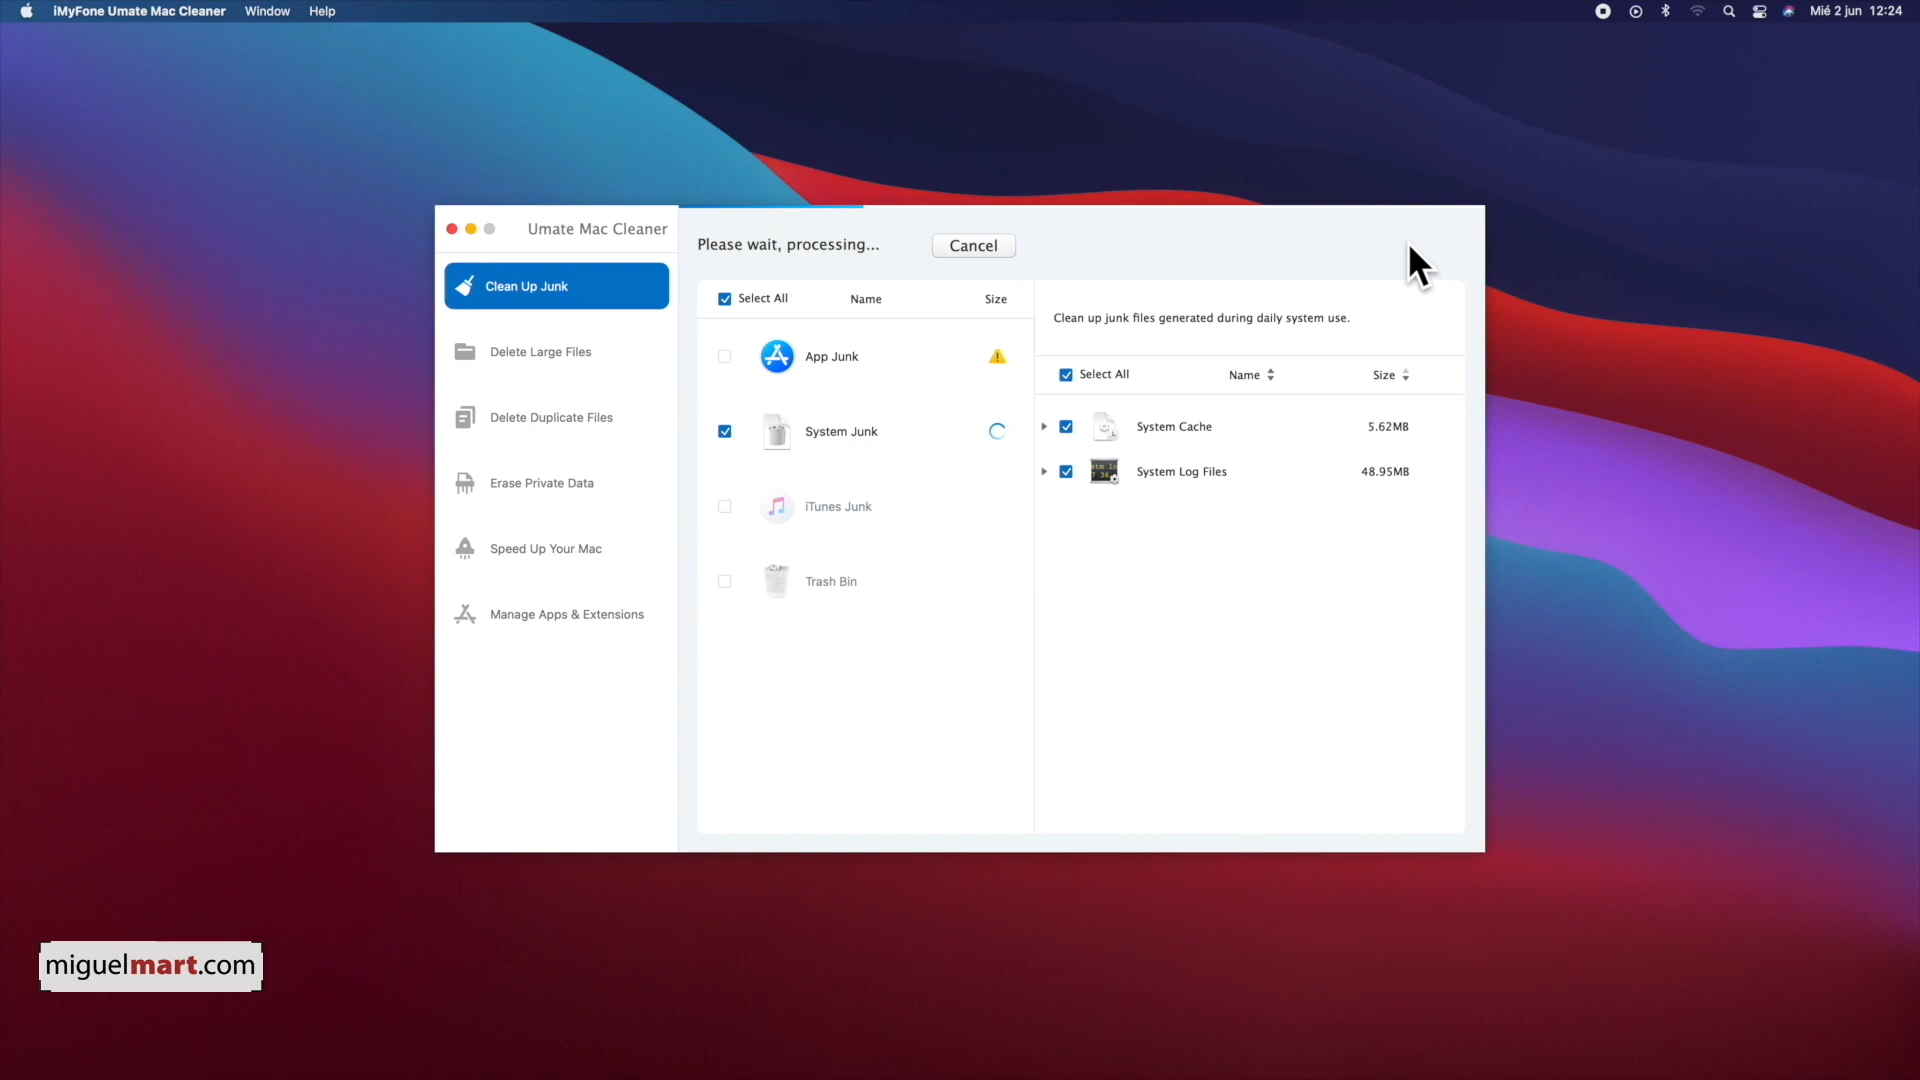 iMyFone Umate Mac Cleaner Window Help Mié 2 jun 12:24
Umate Mac Cleaner
Please wait, processing... Cancel
Clean Up Junk
Delete Large Files
Delete Duplicate Files
Erase Private Data
Speed Up Your Mac
Manage Apps & Extensions
Select All Name Size
App Junk
System Junk
iTunes Junk
Trash Bin
Clean up junk files generated during daily system use.
Select All Name Size
System Cache 5.62MB
System Log Files 48.95MB
miguelmart.com